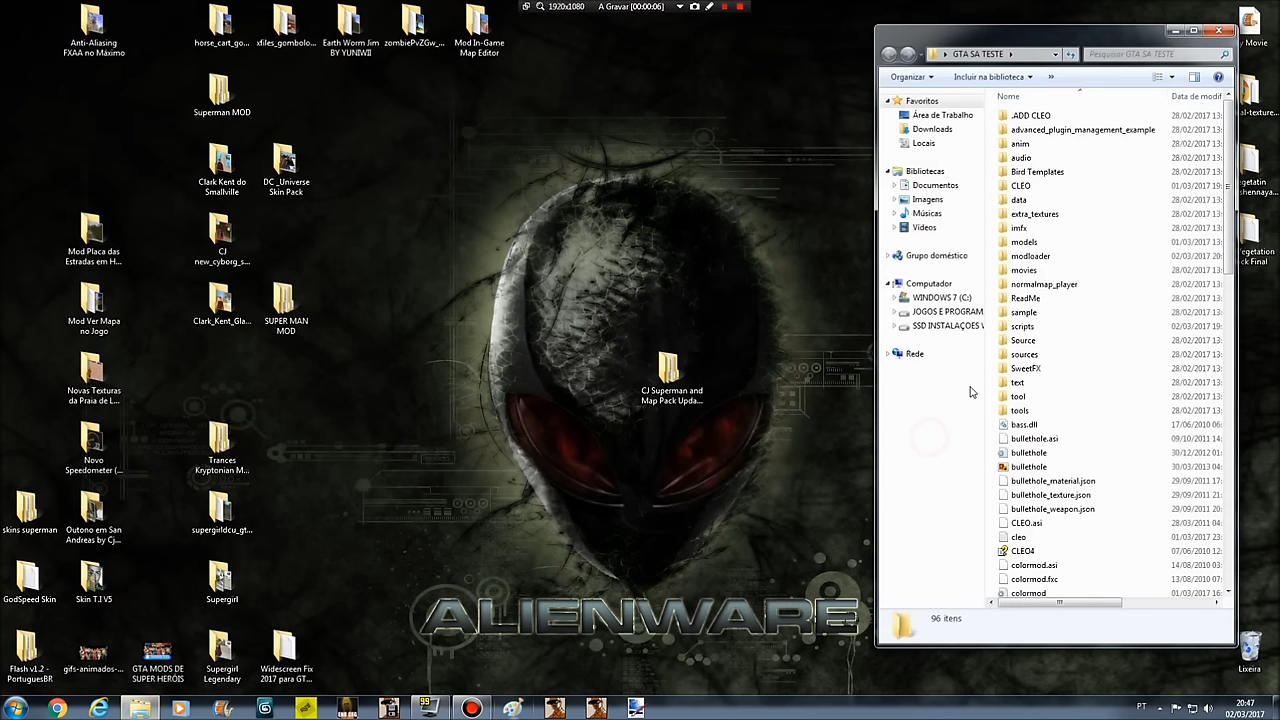 1920x1080
A Gravar [00:00:06]
Anti-Aliasing
FXAA no Máximo
horse_cart_go...
xfiles_gombolo...
Earth Worm Jim
BY YUNIWII
zombiePvZGw_...
Mod In-Game
Map Editor
Superman MOD
Clark Kent do
Smallville
DC _Universe
Skin Pack
Mod Placa das
Estradas em H...
CJ
new_cyborg_s...
Mod Ver Mapa
no Jogo
Clark_Kent_Gla...
SUPER MAN
MOD
Novas Texturas
da Praia de L...
CJ Superman and
Map Pack Upda...
Novo
Speedometer (...
Trances
Kryptonian M...
skins superman
Outono em San
Andreas by Cj...
supergirldcu_gt...
GodSpeed Skin
Skin T.I V5
Supergirl
Flash v1.2 -
PortuguesBR
gifs-animados-...
GTA MODS DE
SUPER HERÓIS
Supergirl
Legendary
Widescreen Fix
2017 para GT...
ALIENWARE
GTA SA TESTE
Pesquisar GTA SA TESTE
Organizar
Incluir na biblioteca
»
Nome
Data de modif
Favoritos
Área de Trabalho
Downloads
Locais
Bibliotecas
Documentos
Imagens
Músicas
Vídeos
Grupo doméstico
Computador
WINDOWS 7 (C:)
JOGOS E PROGRAM
SSD INSTALAÇOES W
Rede
.ADD CLEO 28/02/2017 13:
advanced_plugin_management_example 28/02/2017 13:
anim 28/02/2017 13:
audio 28/02/2017 13:
Bird Templates 28/02/2017 13:
CLEO 01/03/2017 19:
data 28/02/2017 13:
extra_textures 28/02/2017 13:
imfx 28/02/2017 13:
models 01/03/2017 13:
modloader 02/03/2017 20:
movies 28/02/2017 13:
normalmap_player 28/02/2017 13:
ReadMe 28/02/2017 13:
sample 28/02/2017 13:
scripts 02/03/2017 19:
Source 28/02/2017 13:
sources 28/02/2017 13:
SweetFX 28/02/2017 13:
text 28/02/2017 13:
tool 28/02/2017 13:
tools 28/02/2017 13:
bass.dll 17/06/2010 06:
bullethole.asi 09/10/2011 14:
bullethole 30/12/2012 01:
bullethole 30/03/2013 04:
bullethole_material.json 29/09/2011 17:
bullethole_texture.json 29/09/2011 21:
bullethole_weapon.json 29/09/2011 20:
CLEO.asi 28/03/2011 04:
cleo 01/03/2017 23:
CLEO4 07/06/2010 12:
colormod.asi 14/08/2010 03:
colormod.fxc 13/08/2010 07:
colormod 01/03/2017 16:
96 itens
y Movie
al-texture...
egetatin
shennaya...
egetation
ck Final
Lixeira
PT
20:47
02/03/2017